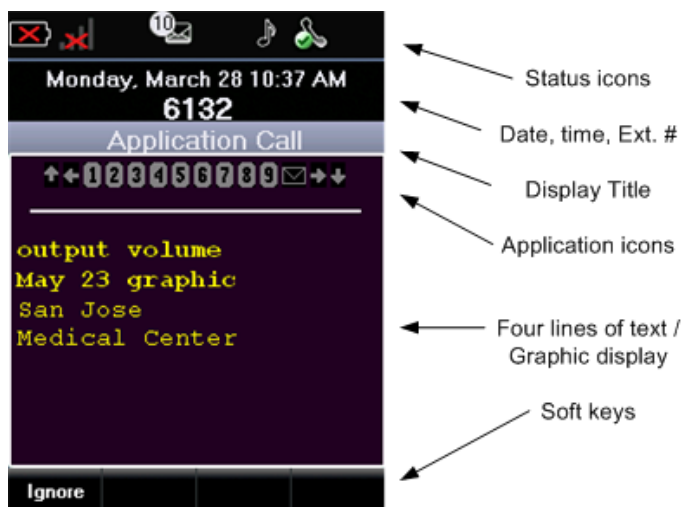 10
Monday, March 28 10:37 AM
6132
Application Call
1 2 3 4 5 6 7 8 9
output volume
May 23 graphic
San Jose
Medical Center
Ignore
Status icons
Date, time, Ext. #
Display Title
Application icons
Four lines of text /
Graphic display
Soft keys